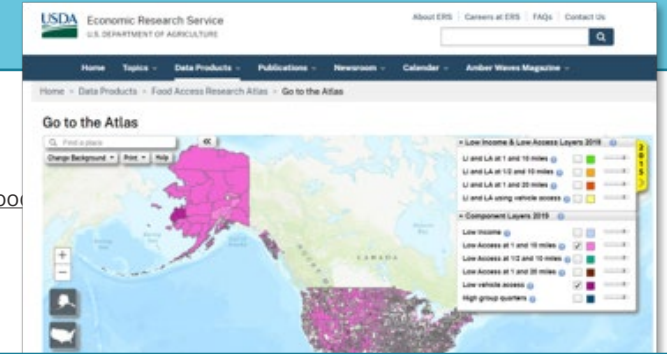 USDA Economic Research Service
U.S. DEPARTMENT OF AGRICULTURE
About ERS | Careers at ERS | FAQs | Contact Us
Home Topics Data Products Publications Newsroom Calendar Amber Waves Magazine
Home > Data Products > Food Access Research Atlas > Go to the Atlas
Go to the Atlas
Find a place
Change Background Print Help
Low Income & Low Access Layers 2019
LI and LA at 1 and 10 miles
LI and LA at 1/2 and 10 miles
LI and LA at 1 and 20 miles
LI and LA using vehicle access
Component Layers 2019
Low Income
Low Access at 1 and 10 miles
Low Access at 1/2 and 10 miles
Low Access at 1 and 20 miles
Low vehicle access
High group quarters
2015
CANADA